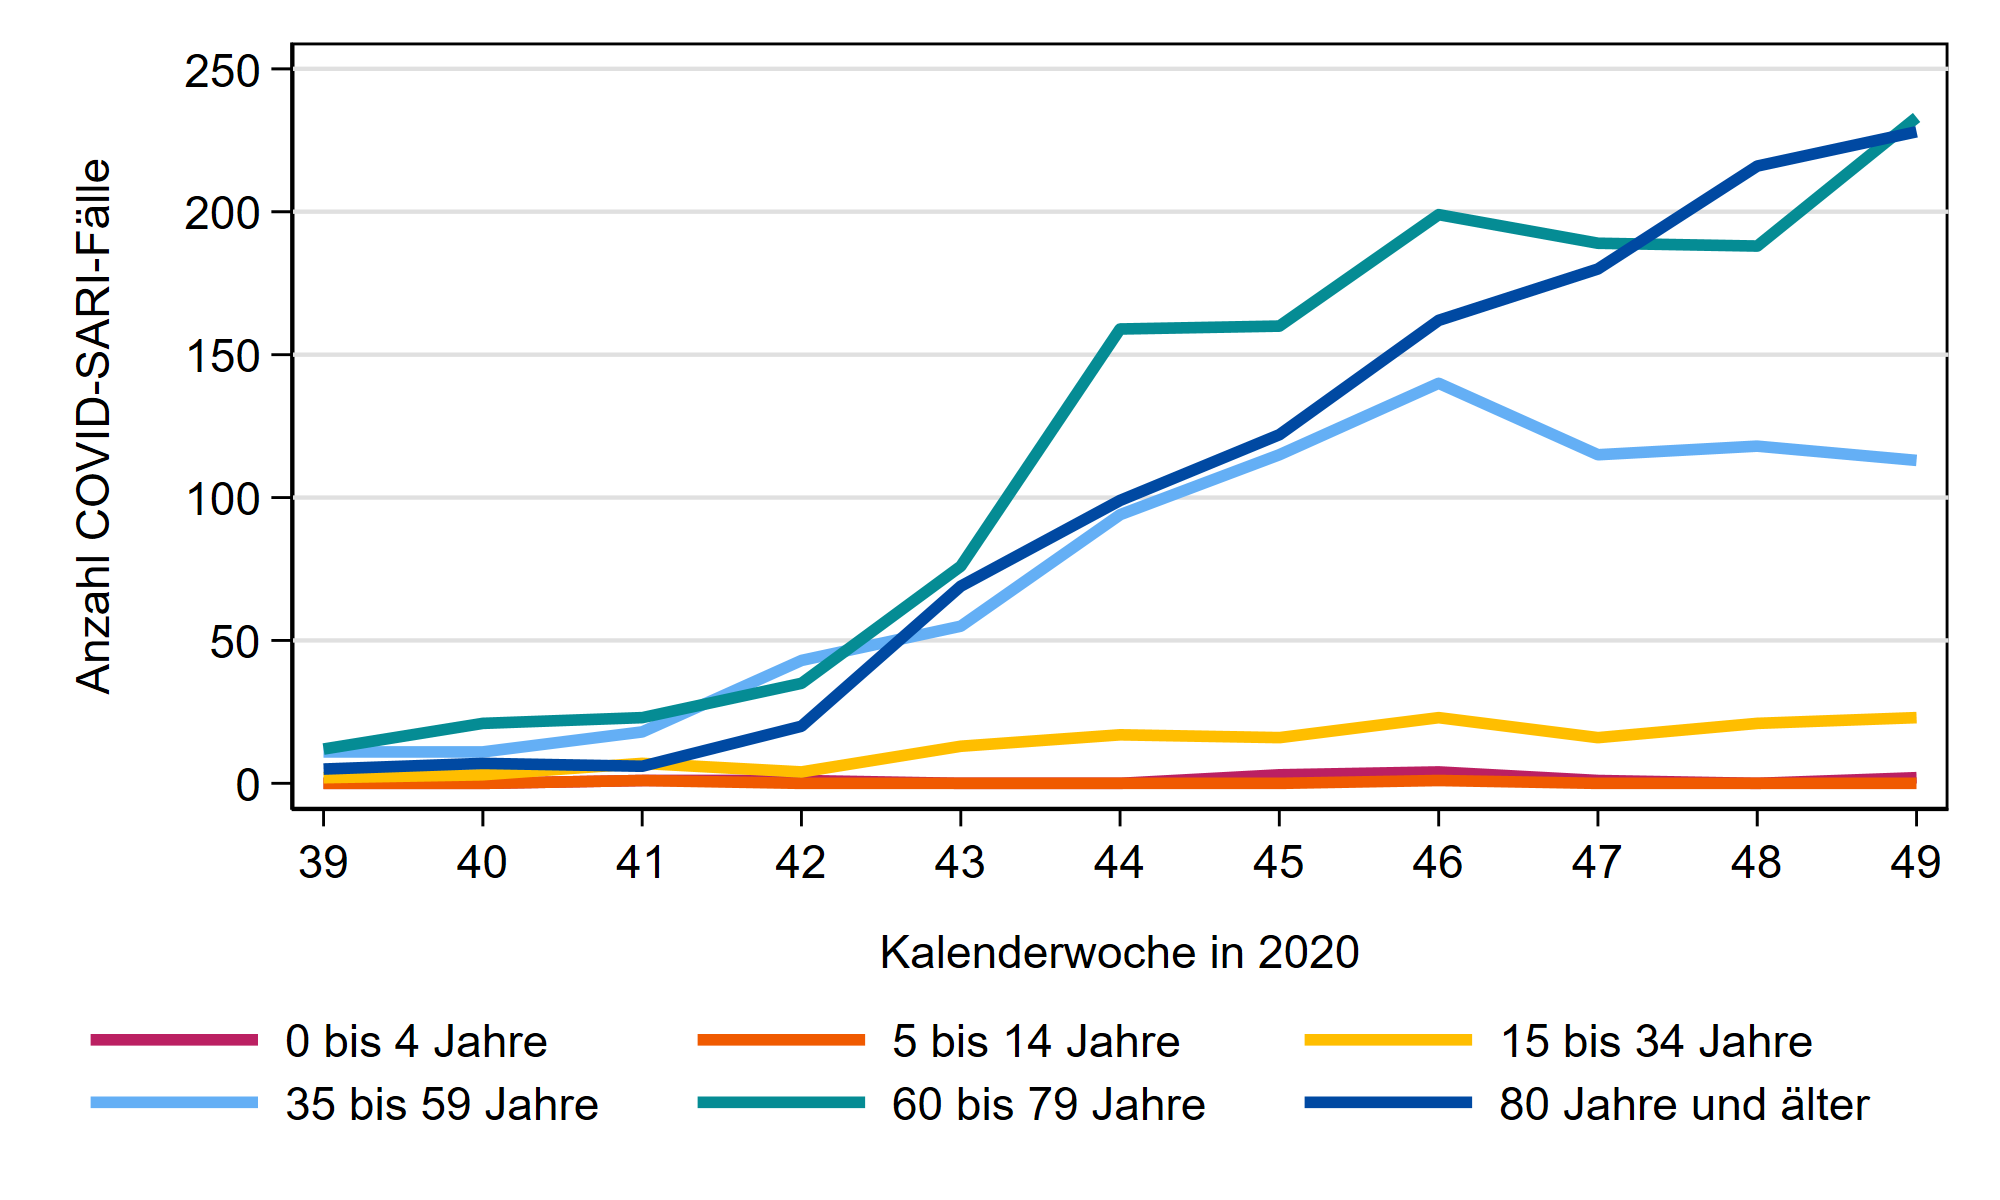 250
200
150
100
50
0
Anzahl COVID-SARI-Fälle
39 40 41 42 43 44 45 46 47 48 49
Kalenderwoche in 2020
0 bis 4 Jahre 5 bis 14 Jahre 15 bis 34 Jahre
35 bis 59 Jahre 60 bis 79 Jahre 80 Jahre und älter